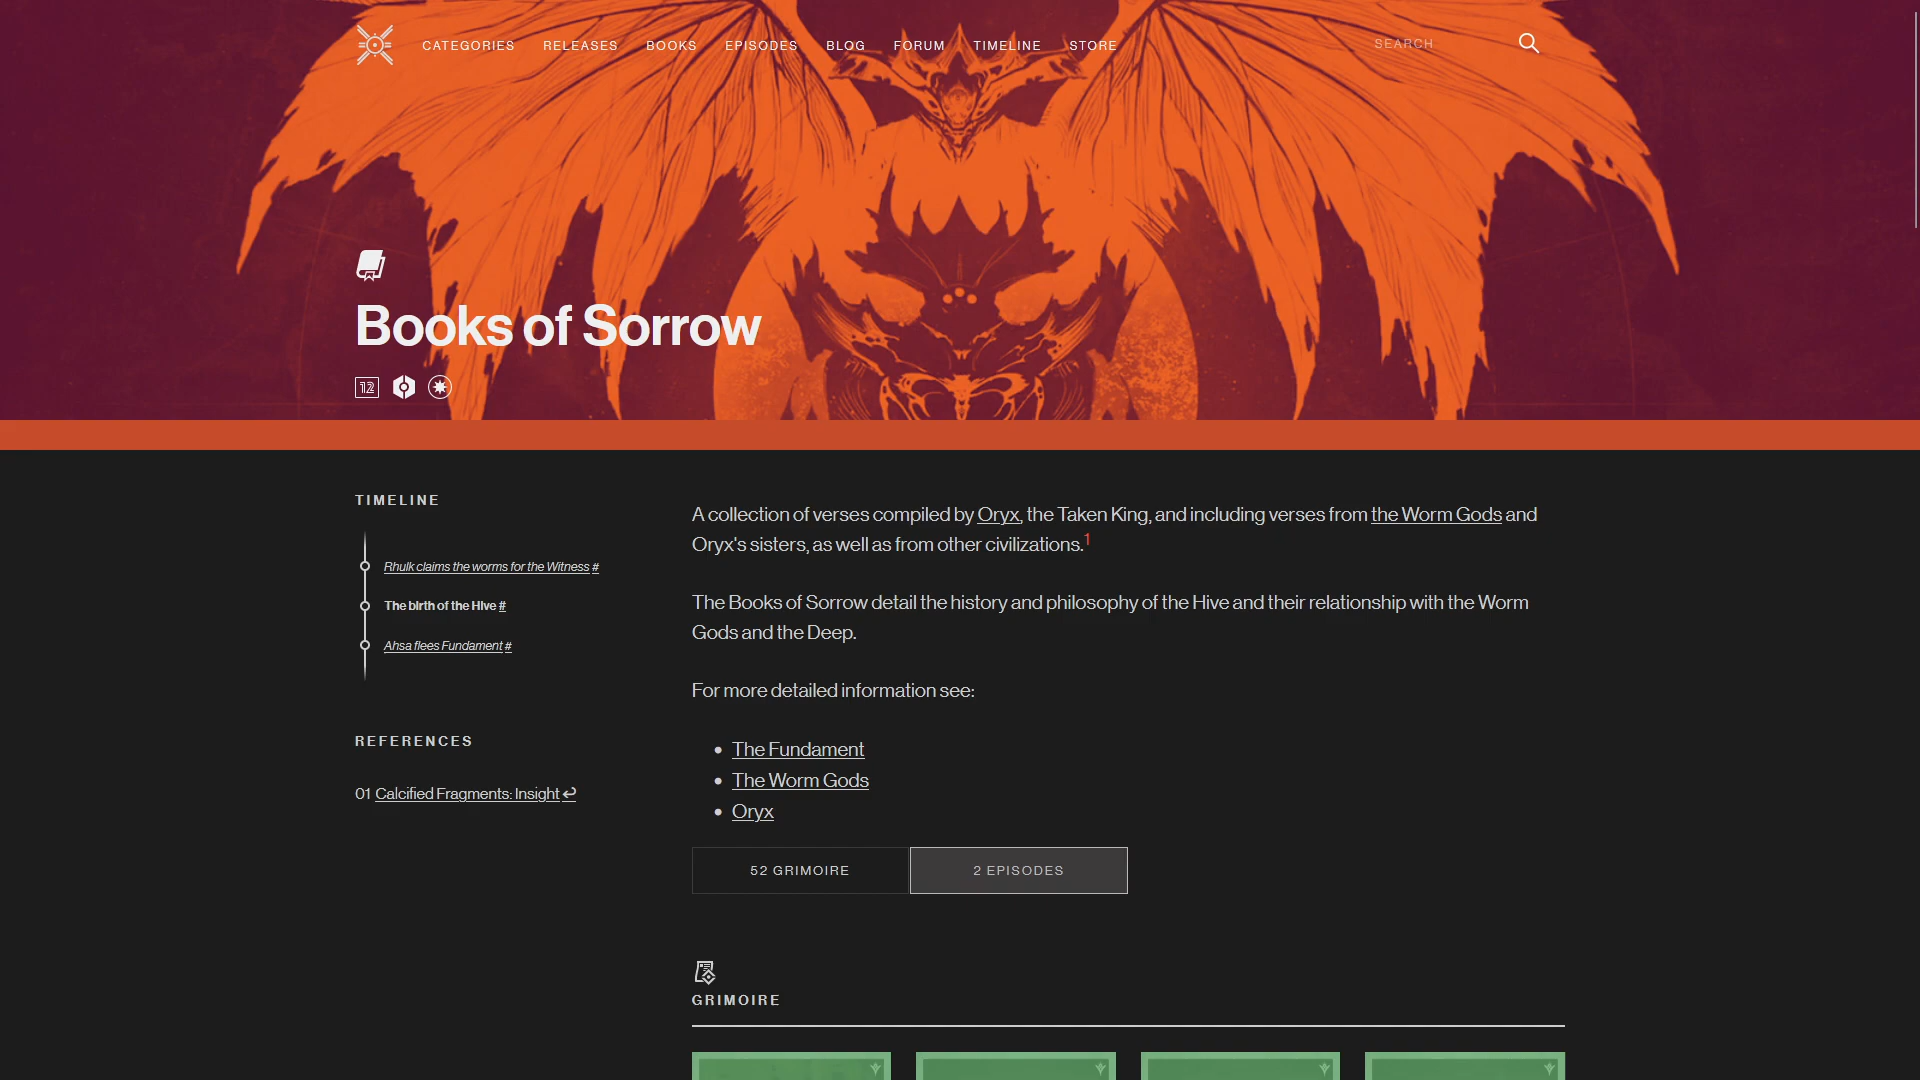 CATEGORIES RELEASES BOOKS EPISODES BLOG FORUM TIMELINE STORE SEARCH
Books of Sorrow
12
TIMELINE
Rhulk claims the worms for the Witness #
The birth of the Hive #
Ahsa flees Fundament #
REFERENCES
01 Calcified Fragments: Insight ↩
A collection of verses compiled by Oryx, the Taken King, and including verses from the Worm Gods and
Oryx's sisters, as well as from other civilizations.1
The Books of Sorrow detail the history and philosophy of the Hive and their relationship with the Worm
Gods and the Deep.
For more detailed information see:
• The Fundament
• The Worm Gods
• Oryx
52 GRIMOIRE 2 EPISODES
GRIMOIRE